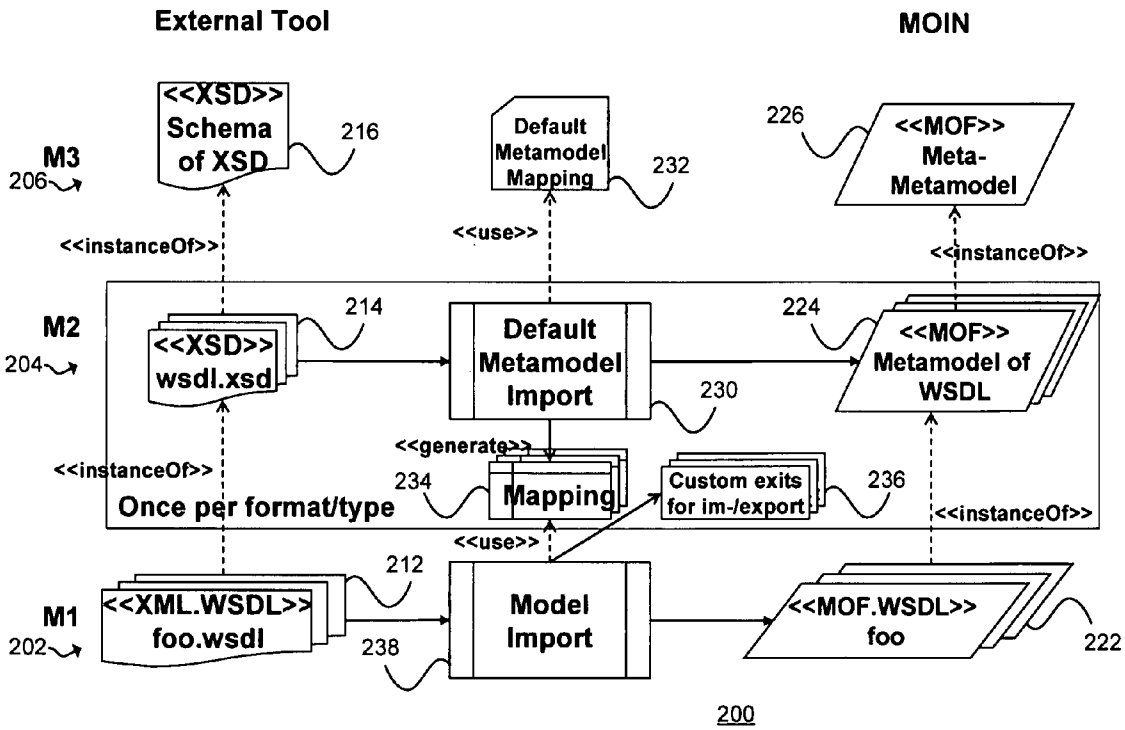 External Tool
MOIN
<<XSD>>
Schema
of XSD
216
Default
Metamodel
Mapping
232
226
<<MOF>>
Meta-
Metamodel
M3
206
<<instanceOf>>
<<use>>
<<instanceOf>>
M2
204
<<XSD>>
wsdl.xsd
214
Default
Metamodel
Import
230
224
<<MOF>>
Metamodel of
WSDL
<<generate>>
<<instanceOf>>
234
Mapping
Custom exits
for im-/export
236
Once per format/type
<<instanceOf>>
<<use>>
M1
202
<<XML.WSDL>>
foo.wsdl
212
Model
Import
238
<<MOF.WSDL>>
foo
222
200